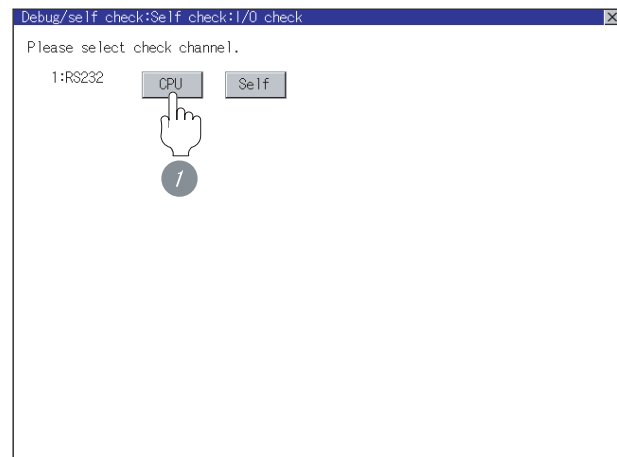 Debug/self check:Self check:I/O check
Please select check channel.
1:RS232 CPU Self
1